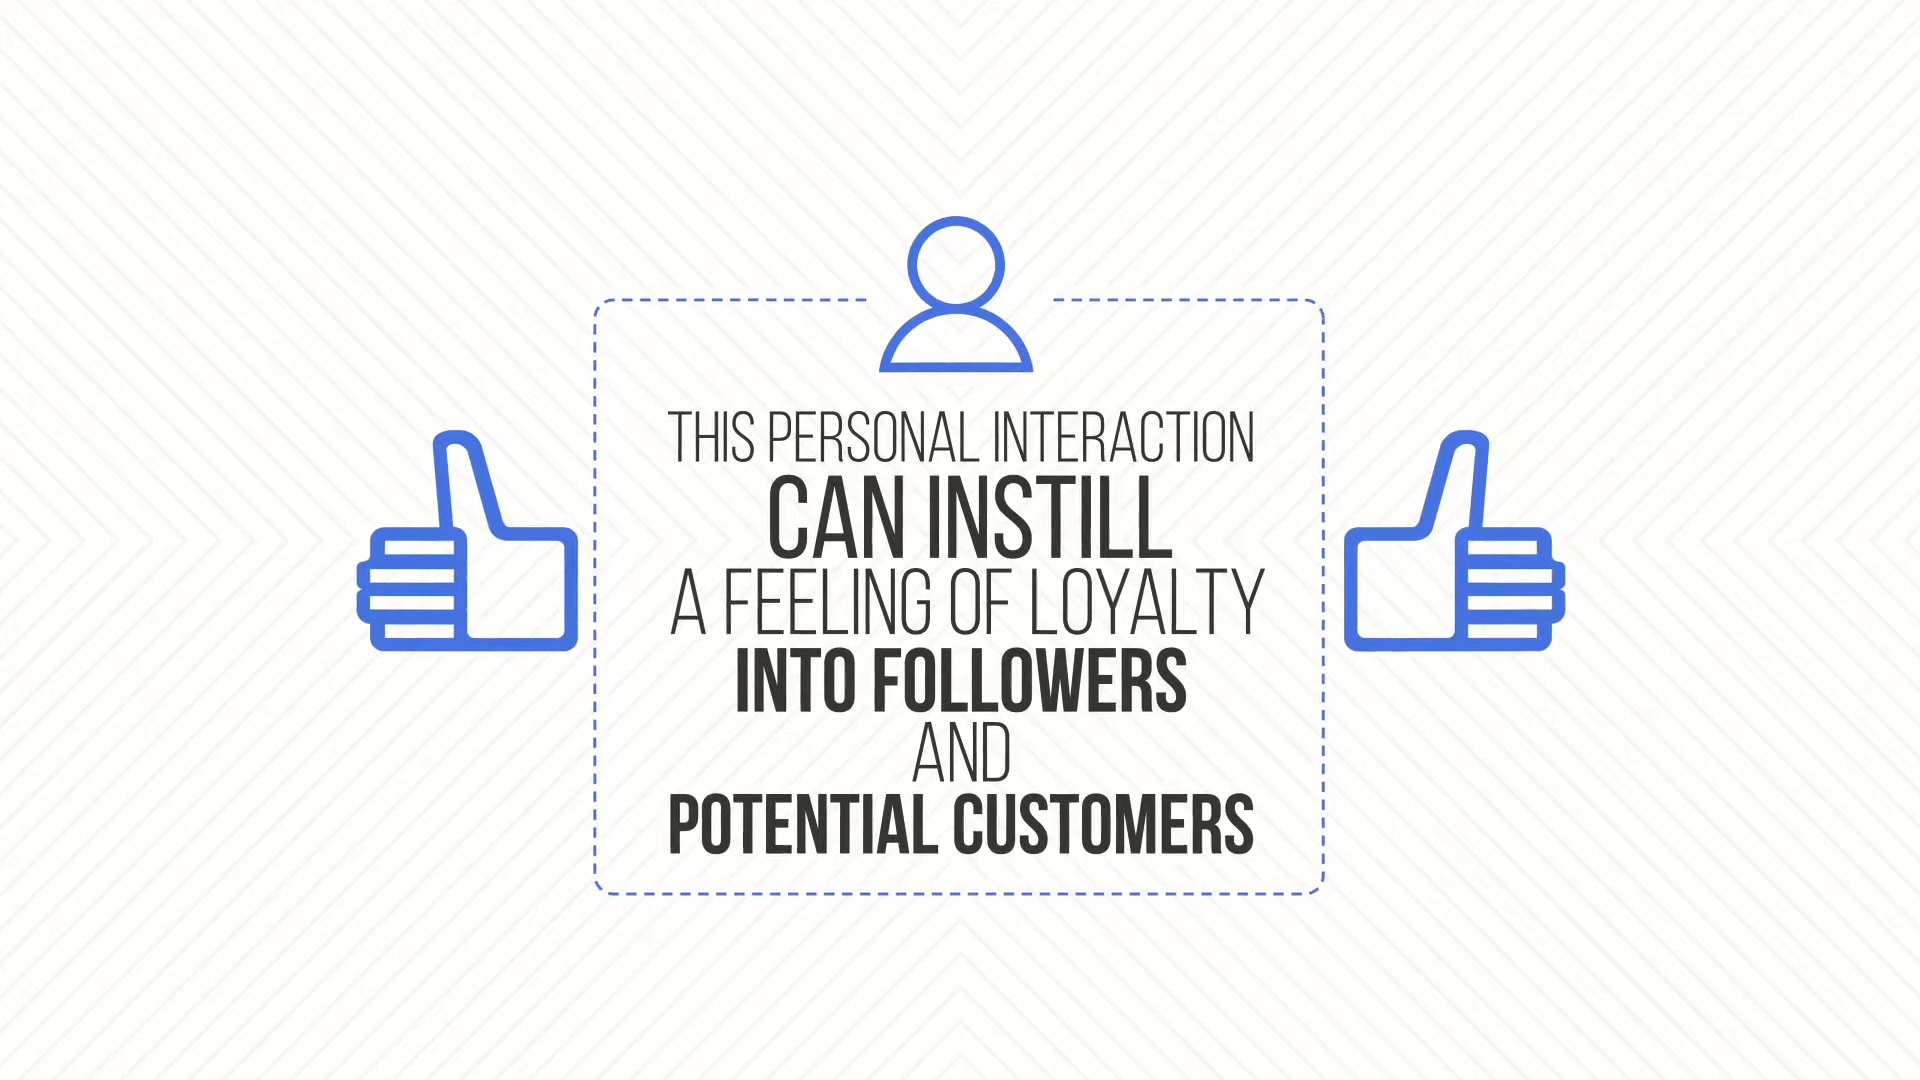 THIS PERSONAL INTERACTION
CAN INSTILL
A FEELING OF LOYALTY
INTO FOLLOWERS
AND
POTENTIAL CUSTOMERS